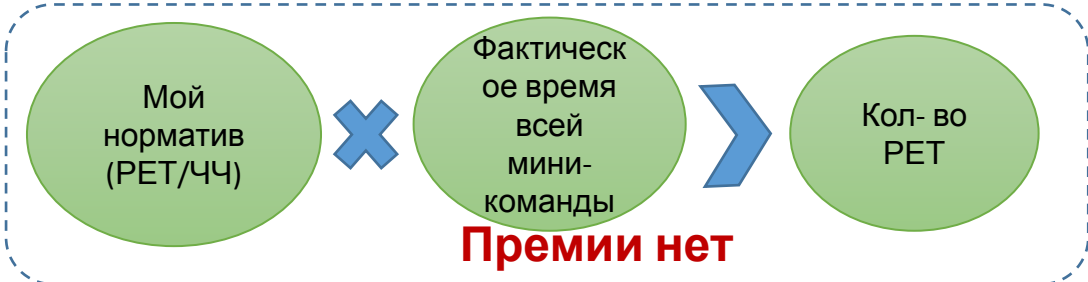 Мой
норматив
(РЕТ/ЧЧ)
Фактическ
ое время
всей
мини-
команды
Кол- во
РЕТ
Премии нет